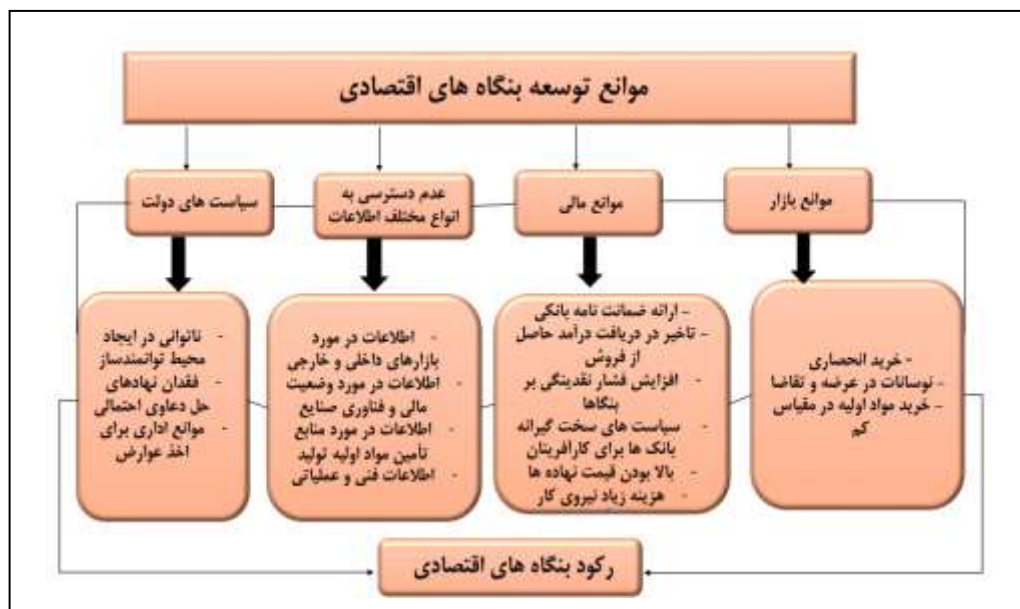 موانع توسعه بنگاه های اقتصادی
موانع بازار
موانع مالی
عدم دسترسی به
انواع مختلف اطلاعات
سیاست های دولت
- خرید انحصاری
- نوسانات در عرضه و تقاضا
- خرید مواد اولیه در مقیاس
کم
- ارائه ضمانت نامه بانکی
- تاخیر در دریافت درآمد حاصل
از فروش
- افزایش فشار نقدینگی بر
بنگاها
- سیاست های سخت گیرانه
بانک ها برای کارآفرینان
- بالا بودن قیمت نهاده ها
- هزینه زیاد نیروی کار
- اطلاعات در مورد
بازارهای داخلی و خارجی
- اطلاعات در مورد وضعیت
مالی و فناوری صنایع
- اطلاعات در مورد منابع
تأمین مواد اولیه تولید
- اطلاعات فنی و عملیاتی
- ناتوانی در ایجاد
محیط توانمندساز
- فقدان نهادهای
حل دعاوی احتمالی
- موانع اداری برای
اخذ عوارض
رکود بنگاه های اقتصادی